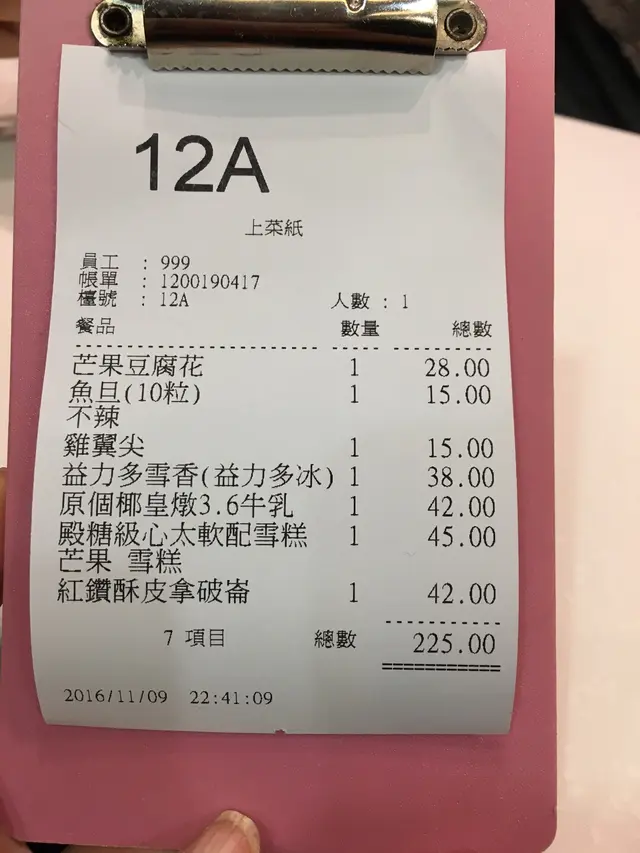 12A
上菜紙
員工 : 999
帳單 : 1200190417
檯號 : 12A 人數 : 1
餐品 數量 總數
芒果豆腐花 1 28.00
魚旦(10粒) 1 15.00
不辣
雞翼尖 1 15.00
益力多雪香(益力多冰) 1 38.00
原個椰皇燉3.6牛乳 1 42.00
殿糖級心太軟配雪糕 1 45.00
芒果 雪糕
紅鑽酥皮拿破崙 1 42.00
7 項目 總數 225.00
2016/11/09 22:41:09